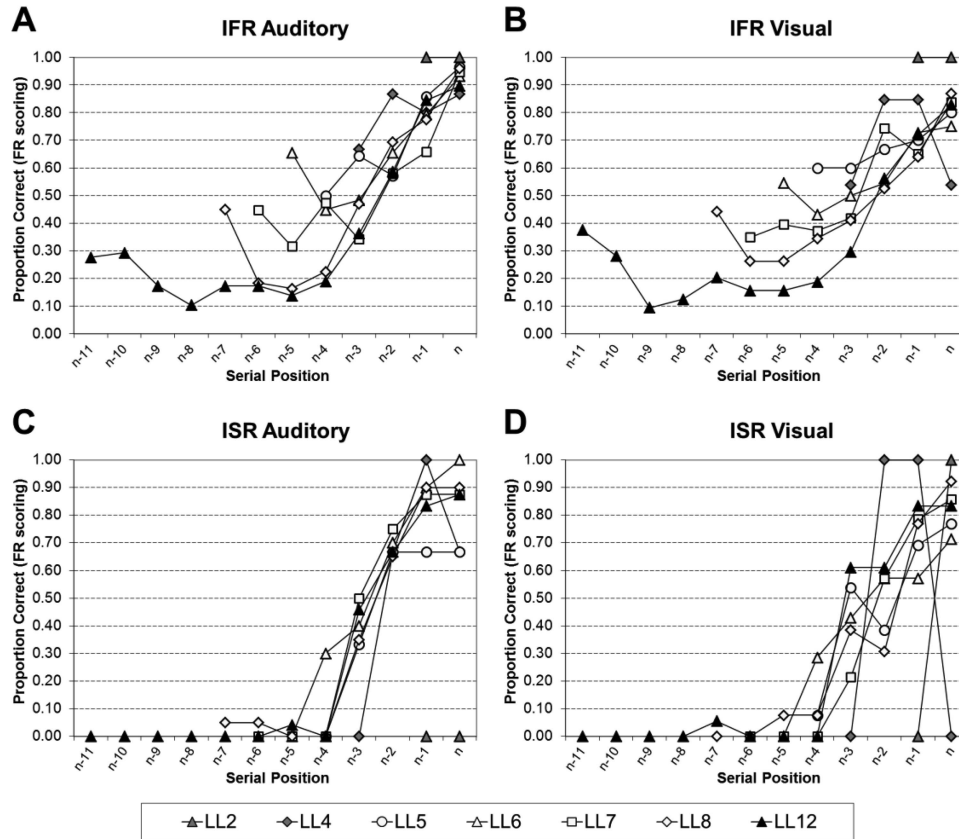 A
IFR Auditory
Proportion Correct (FR scoring)
1.00
0.90
0.80
0.70
0.60
0.50
0.40
0.30
0.20
0.10
0.00
n-11 n-10 n-9 n-8 n-7 n-6 n-5 n-4 n-3 n-2 n-1 n
Serial Position
B
IFR Visual
Proportion Correct (FR scoring)
1.00
0.90
0.80
0.70
0.60
0.50
0.40
0.30
0.20
0.10
0.00
n-11 n-10 n-9 n-8 n-7 n-6 n-5 n-4 n-3 n-2 n-1 n
Serial Position
C
ISR Auditory
Proportion Correct (FR scoring)
1.00
0.90
0.80
0.70
0.60
0.50
0.40
0.30
0.20
0.10
0.00
n-11 n-10 n-9 n-8 n-7 n-6 n-5 n-4 n-3 n-2 n-1 n
Serial Position
D
ISR Visual
Proportion Correct (FR scoring)
1.00
0.90
0.80
0.70
0.60
0.50
0.40
0.30
0.20
0.10
0.00
n-11 n-10 n-9 n-8 n-7 n-6 n-5 n-4 n-3 n-2 n-1 n
Serial Position
LL2 LL4 LL5 LL6 LL7 LL8 LL12